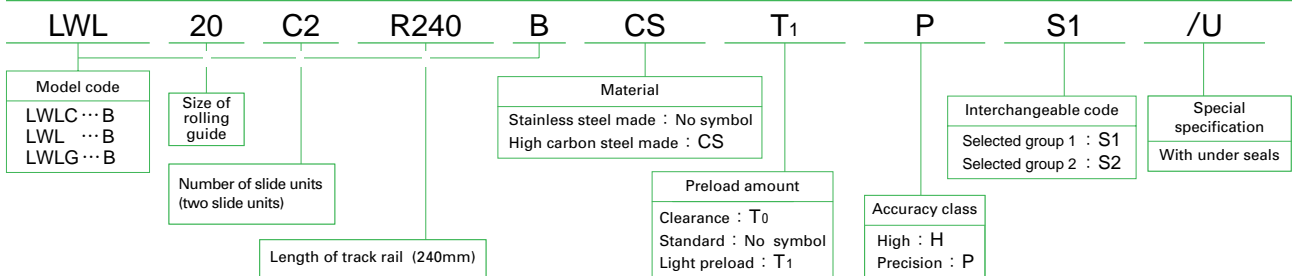 LWL 20 C2 R240 B CS T1 P S1 /U
Model code
LWLC ··· B
LWL ··· B
LWLG ··· B
Size of
rolling
guide
Number of slide units
(two slide units)
Length of track rail (240mm)
Material
Stainless steel made : No symbol
High carbon steel made : CS
Preload amount
Clearance : T0
Standard : No symbol
Light preload : T1
Accuracy class
High : H
Precision : P
Interchangeable code
Selected group 1 : S1
Selected group 2 : S2
Special
specification
With under seals